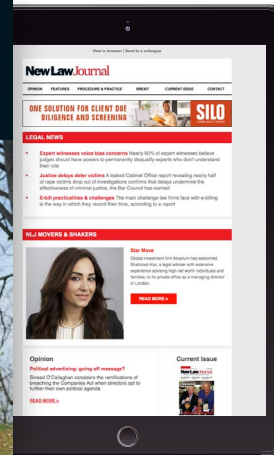 View in browser | Send to a colleague
New Law Journal
OPINION FEATURES PROCEDURE & PRACTICE BREXIT CURRENT ISSUE CONTACT
ONE SOLUTION FOR CLIENT DUE
DILIGENCE AND SCREENING
SILO
LEGAL NEWS
Expert witnesses voice bias concerns Nearly 80% of expert witnesses believe
judges should have powers to permanently disqualify experts who don't understand
their role
Justice delays deter victims A leaked Cabinet Office report revealing nearly half
of rape victims drop out of investigations confirms that delays undermine the
effectiveness of criminal justice, the Bar Council has warned
E-bill practicalities & challenges The main challenge law firms face with e-billing
is the way in which they record their time, according to a report
NLJ MOVERS & SHAKERS
Star Move
Global investment firm Alvarium has welcomed
Shahrzad Atai, a legal adviser with extensive
experience advising high net worth individuals and
families, to its private office as a managing director
in London.
READ MORE »
Opinion
Political advertising: going off message?
Sinead O'Callaghan considers the ramifications of
breaching the Companies Act when directors opt to
further their own political agenda
READ MORE »
Current Issue
New Law Journal